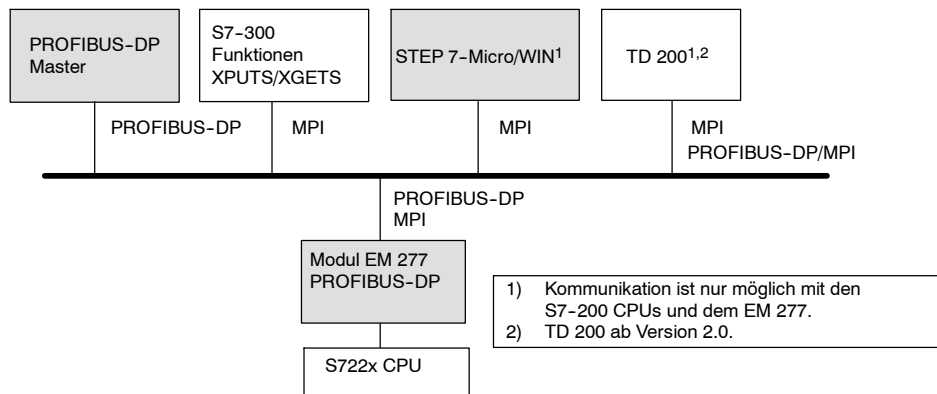 PROFIBUS-DP
Master
S7-300
Funktionen
XPUTS/XGETS
STEP 7-Micro/WIN¹
TD 200¹,²
PROFIBUS-DP
MPI
MPI
MPI
PROFIBUS-DP/MPI
PROFIBUS-DP
MPI
Modul EM 277
PROFIBUS-DP
1) Kommunikation ist nur möglich mit den
S7-200 CPUs und dem EM 277.
2) TD 200 ab Version 2.0.
S722x CPU